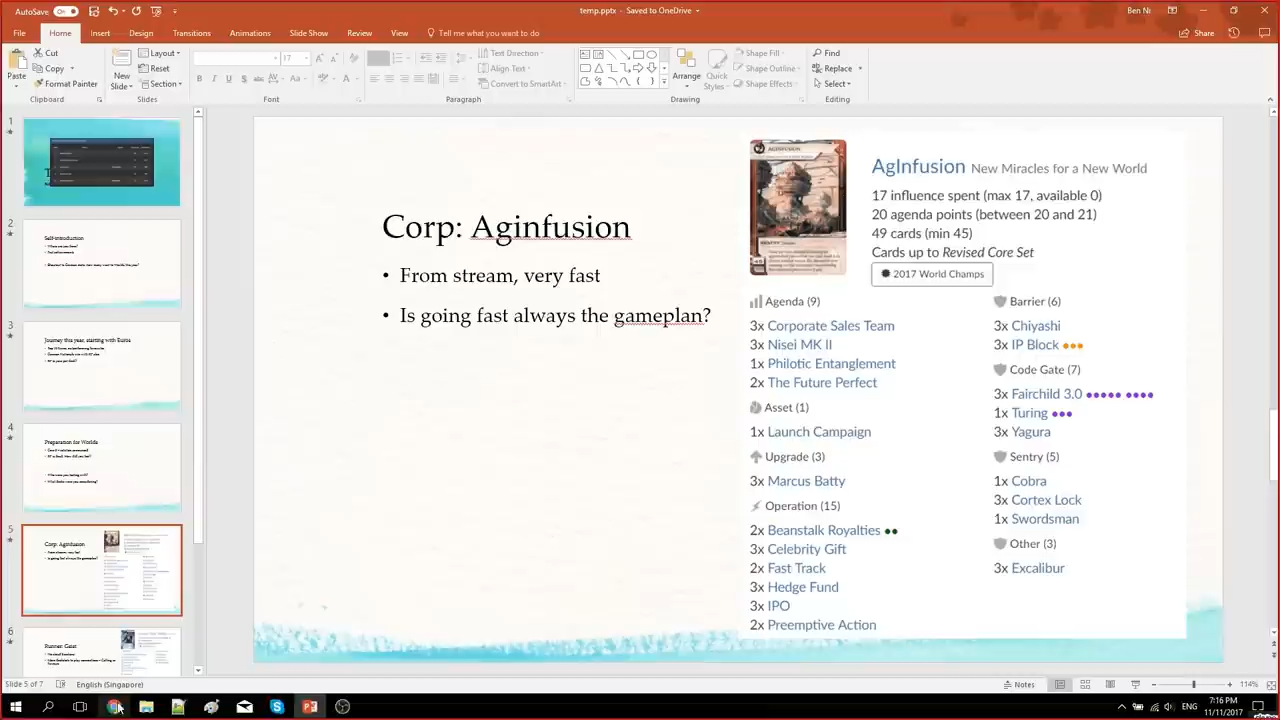 AutoSave On
temp.pptx - Saved to OneDrive
Ben Ni
File Home Insert Design Transitions Animations Slide Show Review View Tell me what you want to do
Share
Paste
Cut
Copy
Format Painter
Clipboard
New
Slide
Layout
Reset
Section
Slides
17
Font
Text Direction
Align Text
Convert to SmartArt
Paragraph
Arrange
Quick
Styles
Shape Fill
Shape Outline
Shape Effects
Drawing
Find
Replace
Select
Editing
1
2
Self-introduction
3
Journey this year, starting with Euros
4
Preparation for Worlds
5
Corp: Aginfusion
6
Runner: Geist
Corp: Aginfusion
• From stream, very fast
• Is going fast always the gameplan?
AGINFUSION
AgInfusion New Miracles for a New World
17 influence spent (max 17, available 0)
20 agenda points (between 20 and 21)
49 cards (min 45)
Cards up to Revised Core Set
2017 World Champs
Agenda (9)
3x Corporate Sales Team
3x Nisei MK II
1x Philotic Entanglement
2x The Future Perfect
Asset (1)
1x Launch Campaign
Upgrade (3)
3x Marcus Batty
Operation (15)
2x Beanstalk Royalties
3x Celebrity Gift
2x Fast Track
3x Hedge Fund
3x IPO
2x Preemptive Action
Barrier (6)
3x Chiyashi
3x IP Block
Code Gate (7)
3x Fairchild 3.0
1x Turing
3x Yagura
Sentry (5)
1x Cobra
3x Cortex Lock
1x Swordsman
Other (3)
3x Excalibur
Slide 5 of 7
English (Singapore)
Notes
114%
ENG
7:16 PM
11/11/2017